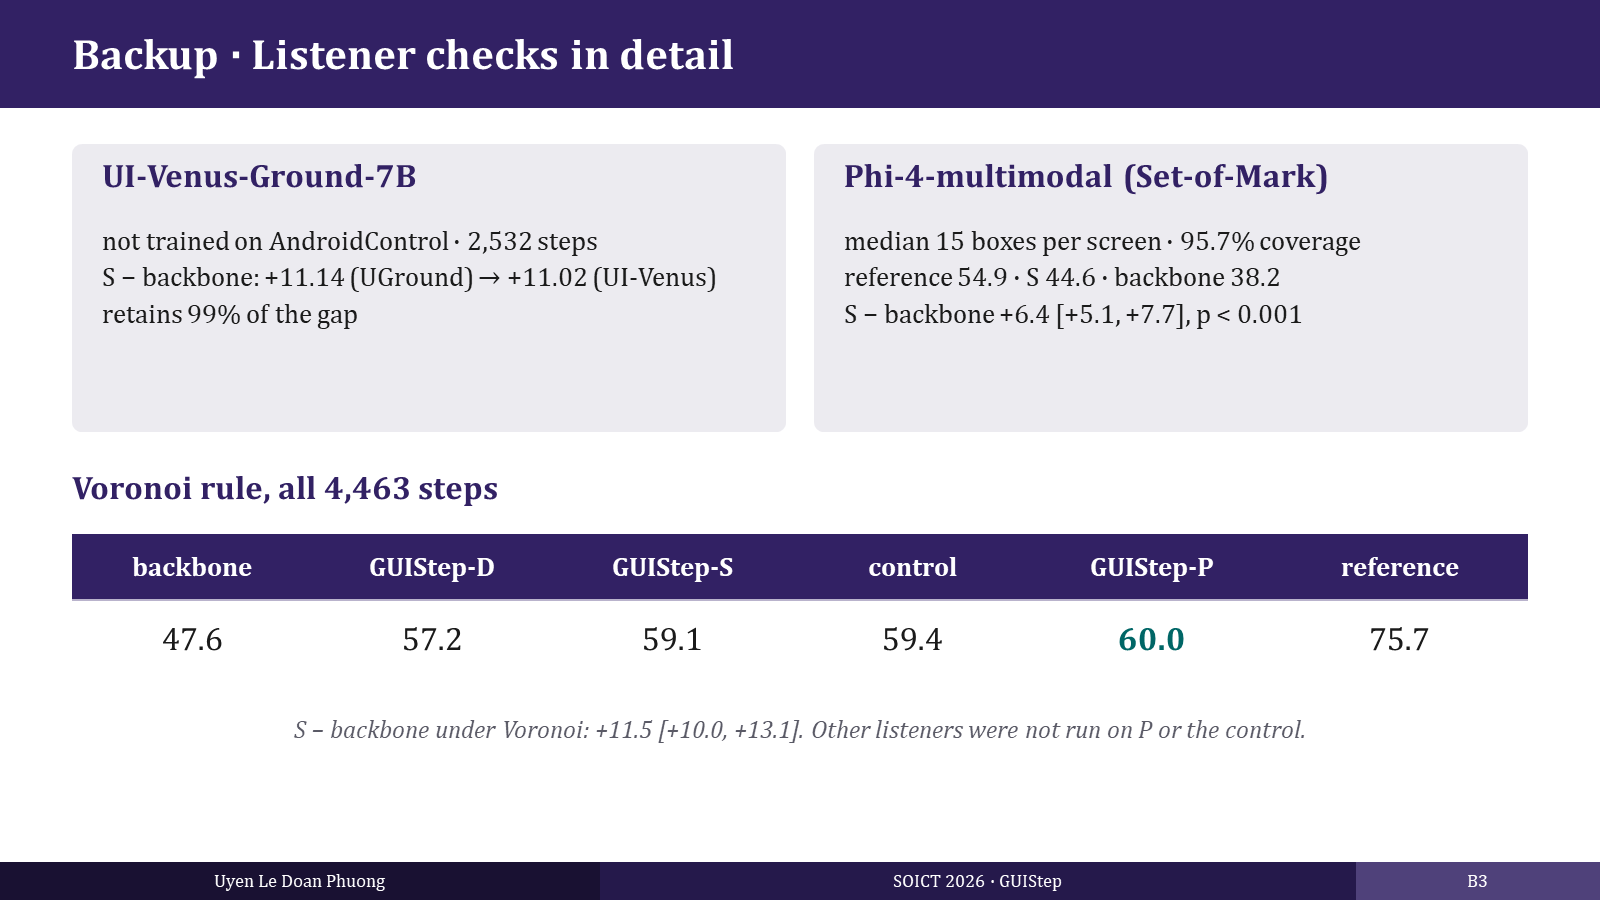 Backup · Listener checks in detail
UI-Venus-Ground-7B
not trained on AndroidControl · 2,532 steps
S − backbone: +11.14 (UGround) → +11.02 (UI-Venus)
retains 99% of the gap
Phi-4-multimodal (Set-of-Mark)
median 15 boxes per screen · 95.7% coverage
reference 54.9 · S 44.6 · backbone 38.2
S − backbone +6.4 [+5.1, +7.7], p < 0.001
Voronoi rule, all 4,463 steps
backbone GUIStep-D GUIStep-S control GUIStep-P reference
47.6 57.2 59.1 59.4 60.0 75.7
S − backbone under Voronoi: +11.5 [+10.0, +13.1]. Other listeners were not run on P or the control.
Uyen Le Doan Phuong SOICT 2026 · GUIStep B3